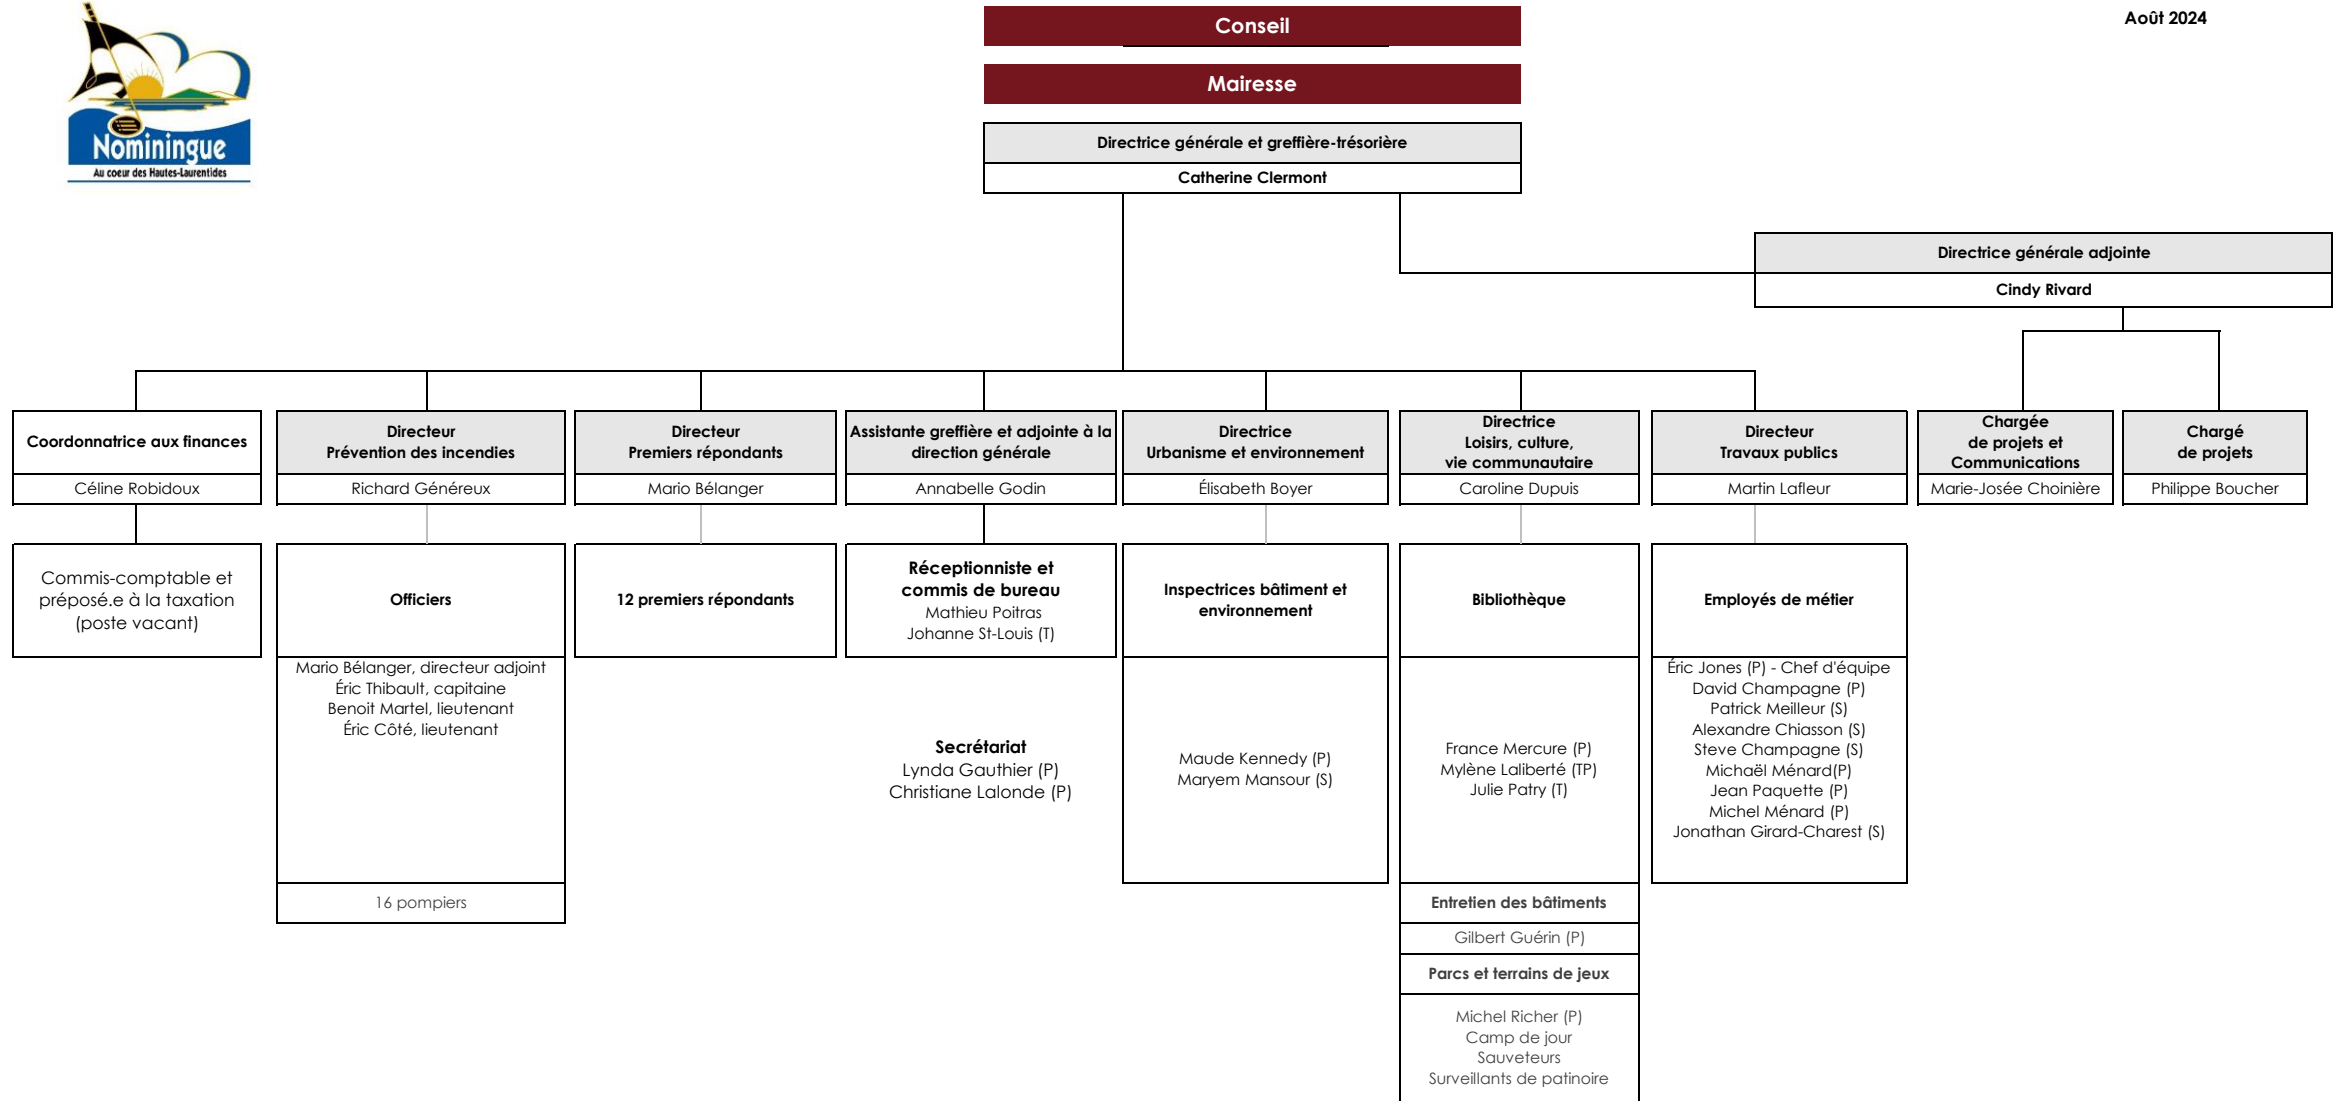 Nominingue
Au coeur des Hautes-Laurentides
Conseil
Août 2024
Mairesse
Directrice générale et greffière-trésorière
Catherine Clermont
Directrice générale adjointe
Cindy Rivard
Coordonnatrice aux finances
Céline Robidoux
Commis-comptable et
préposé.e à la taxation
(poste vacant)
Directeur
Prévention des incendies
Richard Généreux
Officiers
Mario Bélanger, directeur adjoint
Éric Thibault, capitaine
Benoit Martel, lieutenant
Éric Côté, lieutenant
16 pompiers
Directeur
Premiers répondants
Mario Bélanger
12 premiers répondants
Assistante greffière et adjointe à la
direction générale
Annabelle Godin
Réceptionniste et
commis de bureau
Mathieu Poitras
Johanne St-Louis (T)
Secrétariat
Lynda Gauthier (P)
Christiane Lalonde (P)
Directrice
Urbanisme et environnement
Élisabeth Boyer
Inspectrices bâtiment et
environnement
Maude Kennedy (P)
Maryem Mansour (S)
Directrice
Loisirs, culture,
vie communautaire
Caroline Dupuis
Bibliothèque
France Mercure (P)
Mylène Laliberté (TP)
Julie Patry (T)
Entretien des bâtiments
Gilbert Guérin (P)
Parcs et terrains de jeux
Michel Richer (P)
Camp de jour
Sauveteurs
Surveillants de patinoire
Directeur
Travaux publics
Martin Lafleur
Employés de métier
Éric Jones (P) - Chef d'équipe
David Champagne (P)
Patrick Meilleur (S)
Alexandre Chiasson (S)
Steve Champagne (S)
Michaël Ménard(P)
Jean Paquette (P)
Michel Ménard (P)
Jonathan Girard-Charest (S)
Chargée
de projets et
Communications
Marie-Josée Choinière
Chargé
de projets
Philippe Boucher